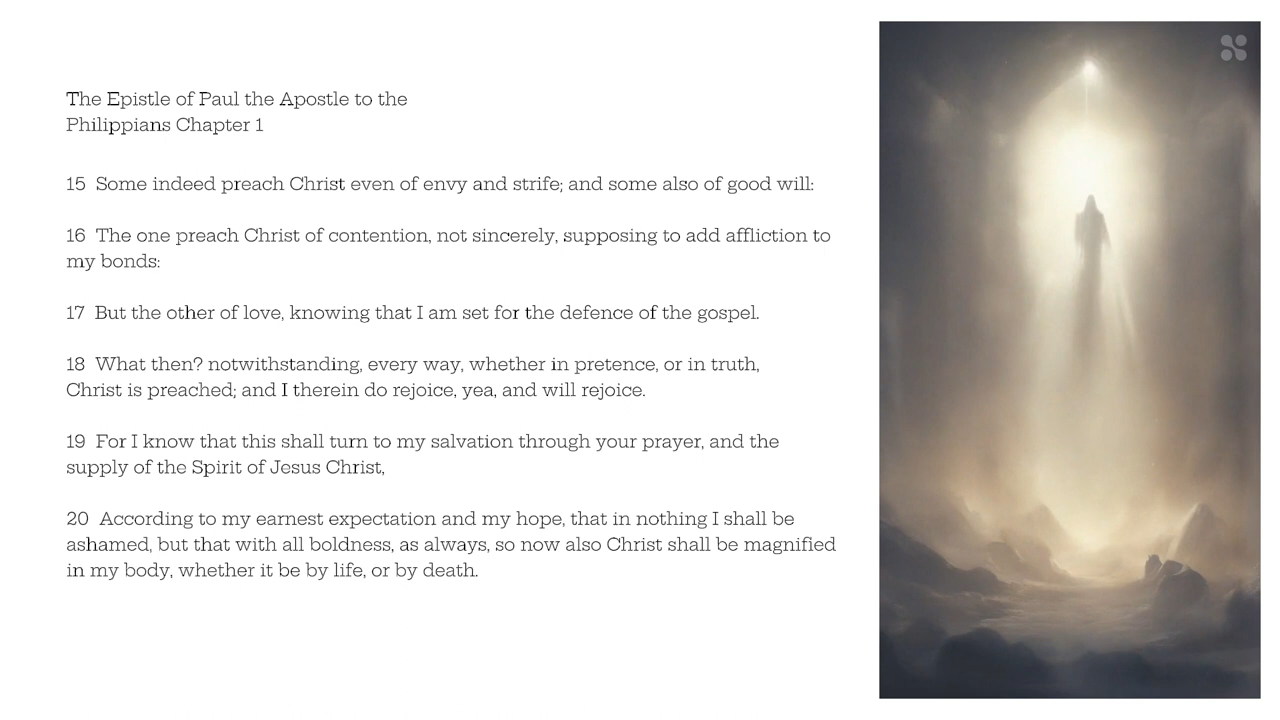 The Epistle of Paul the Apostle to the
Philippians Chapter 1
15 Some indeed preach Christ even of envy and strife; and some also of good will:
16 The one preach Christ of contention, not sincerely, supposing to add affliction to
my bonds:
17 But the other of love, knowing that I am set for the defence of the gospel.
18 What then? notwithstanding, every way, whether in pretence, or in truth,
Christ is preached; and I therein do rejoice, yea, and will rejoice.
19 For I know that this shall turn to my salvation through your prayer, and the
supply of the Spirit of Jesus Christ,
20 According to my earnest expectation and my hope, that in nothing I shall be
ashamed, but that with all boldness, as always, so now also Christ shall be magnified
in my body, whether it be by life, or by death.